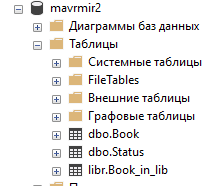 mavrmir2
Диаграммы баз данных
Таблицы
Системные таблицы
FileTables
Внешние таблицы
Графовые таблицы
dbo.Book
dbo.Status
libr.Book_in_lib